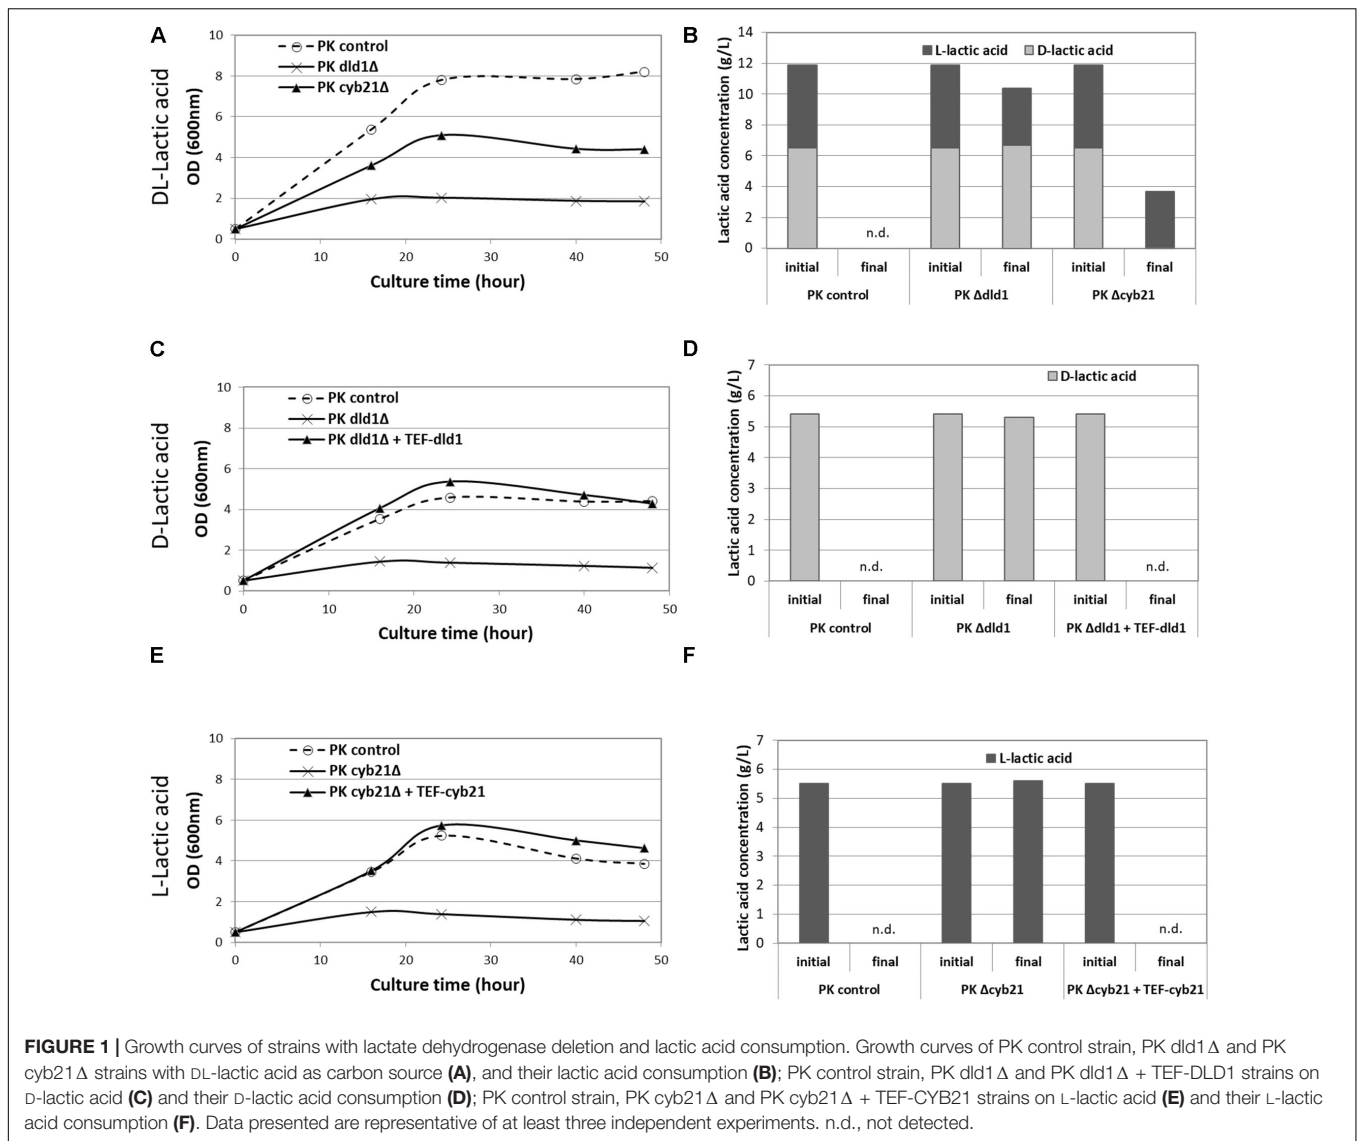 A
DL-Lactic acid
OD (600nm)
10
8
6
4
2
0
PK control
PK dld1Δ
PK cyb21Δ
0 10 20 30 40 50
Culture time (hour)
B
Lactic acid concentration (g/L)
14
12
10
8
6
4
2
0
L-lactic acid D-lactic acid
n.d.
initial final initial final initial final
PK control PK Δdld1 PK Δcyb21
C
D-Lactic acid
OD (600nm)
10
8
6
4
2
0
PK control
PK dld1Δ
PK dld1Δ + TEF-dld1
0 10 20 30 40 50
Culture time (hour)
D
Lactic acid concentration (g/L)
7
6
5
4
3
2
1
0
D-lactic acid
n.d. n.d.
initial final initial final initial final
PK control PK Δdld1 PK Δdld1 + TEF-dld1
E
L-Lactic acid
OD (600nm)
10
8
6
4
2
0
PK control
PK cyb21Δ
PK cyb21Δ + TEF-cyb21
0 10 20 30 40 50
Culture time (hour)
F
Lactic acid concentration (g/L)
7
6
5
4
3
2
1
0
L-lactic acid
n.d. n.d.
initial final initial final initial final
PK control PK Δcyb21 PK Δcyb21 + TEF-cyb21
FIGURE 1 | Growth curves of strains with lactate dehydrogenase deletion and lactic acid consumption. Growth curves of PK control strain, PK dld1Δ and PK
cyb21Δ strains with DL-lactic acid as carbon source (A), and their lactic acid consumption (B); PK control strain, PK dld1Δ and PK dld1Δ + TEF-DLD1 strains on
D-lactic acid (C) and their D-lactic acid consumption (D); PK control strain, PK cyb21Δ and PK cyb21Δ + TEF-CYB21 strains on L-lactic acid (E) and their L-lactic
acid consumption (F). Data presented are representative of at least three independent experiments. n.d., not detected.